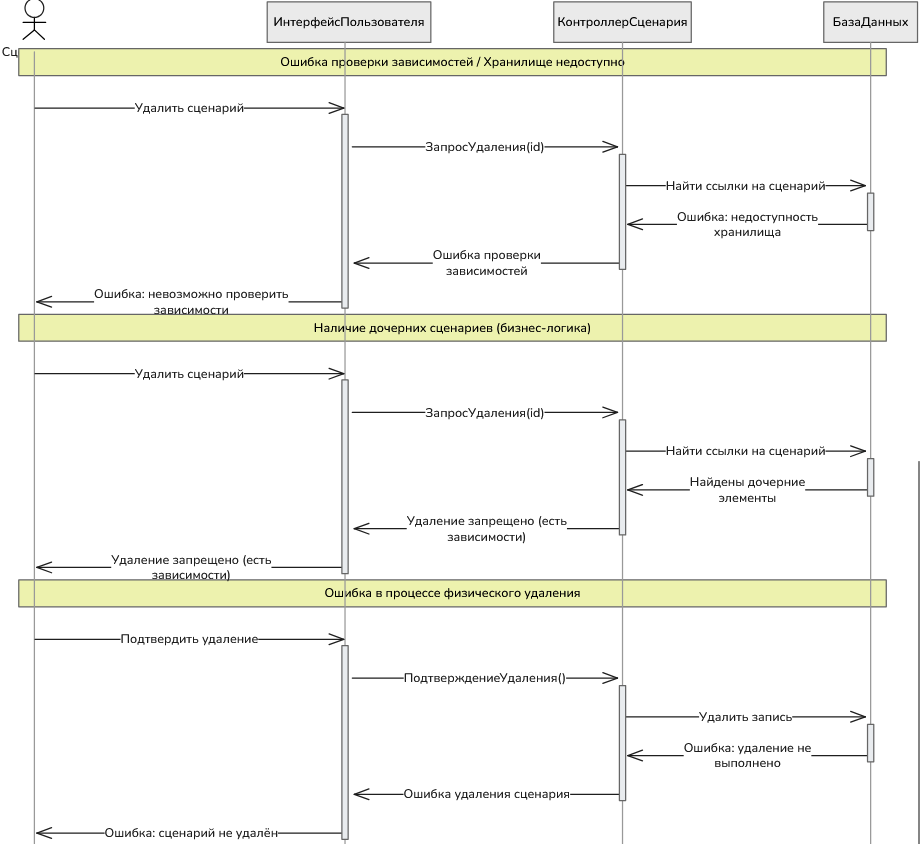 ИнтерфейсПользователя
КонтроллерСценария
БазаДанных
Сц
Ошибка проверки зависимостей / Хранилище недоступно
Удалить сценарий
ЗапросУдаления(id)
Найти ссылки на сценарий
Ошибка: недоступность
хранилища
Ошибка проверки
зависимостей
Ошибка: невозможно проверить
зависимости
Наличие дочерних сценариев (бизнес-логика)
Удалить сценарий
ЗапросУдаления(id)
Найти ссылки на сценарий
Найдены дочерние
элементы
Удаление запрещено (есть
зависимости)
Удаление запрещено (есть
зависимости)
Ошибка в процессе физического удаления
Подтвердить удаление
ПодтверждениеУдаления()
Удалить запись
Ошибка: удаление не
выполнено
Ошибка удаления сценария
Ошибка: сценарий не удалён